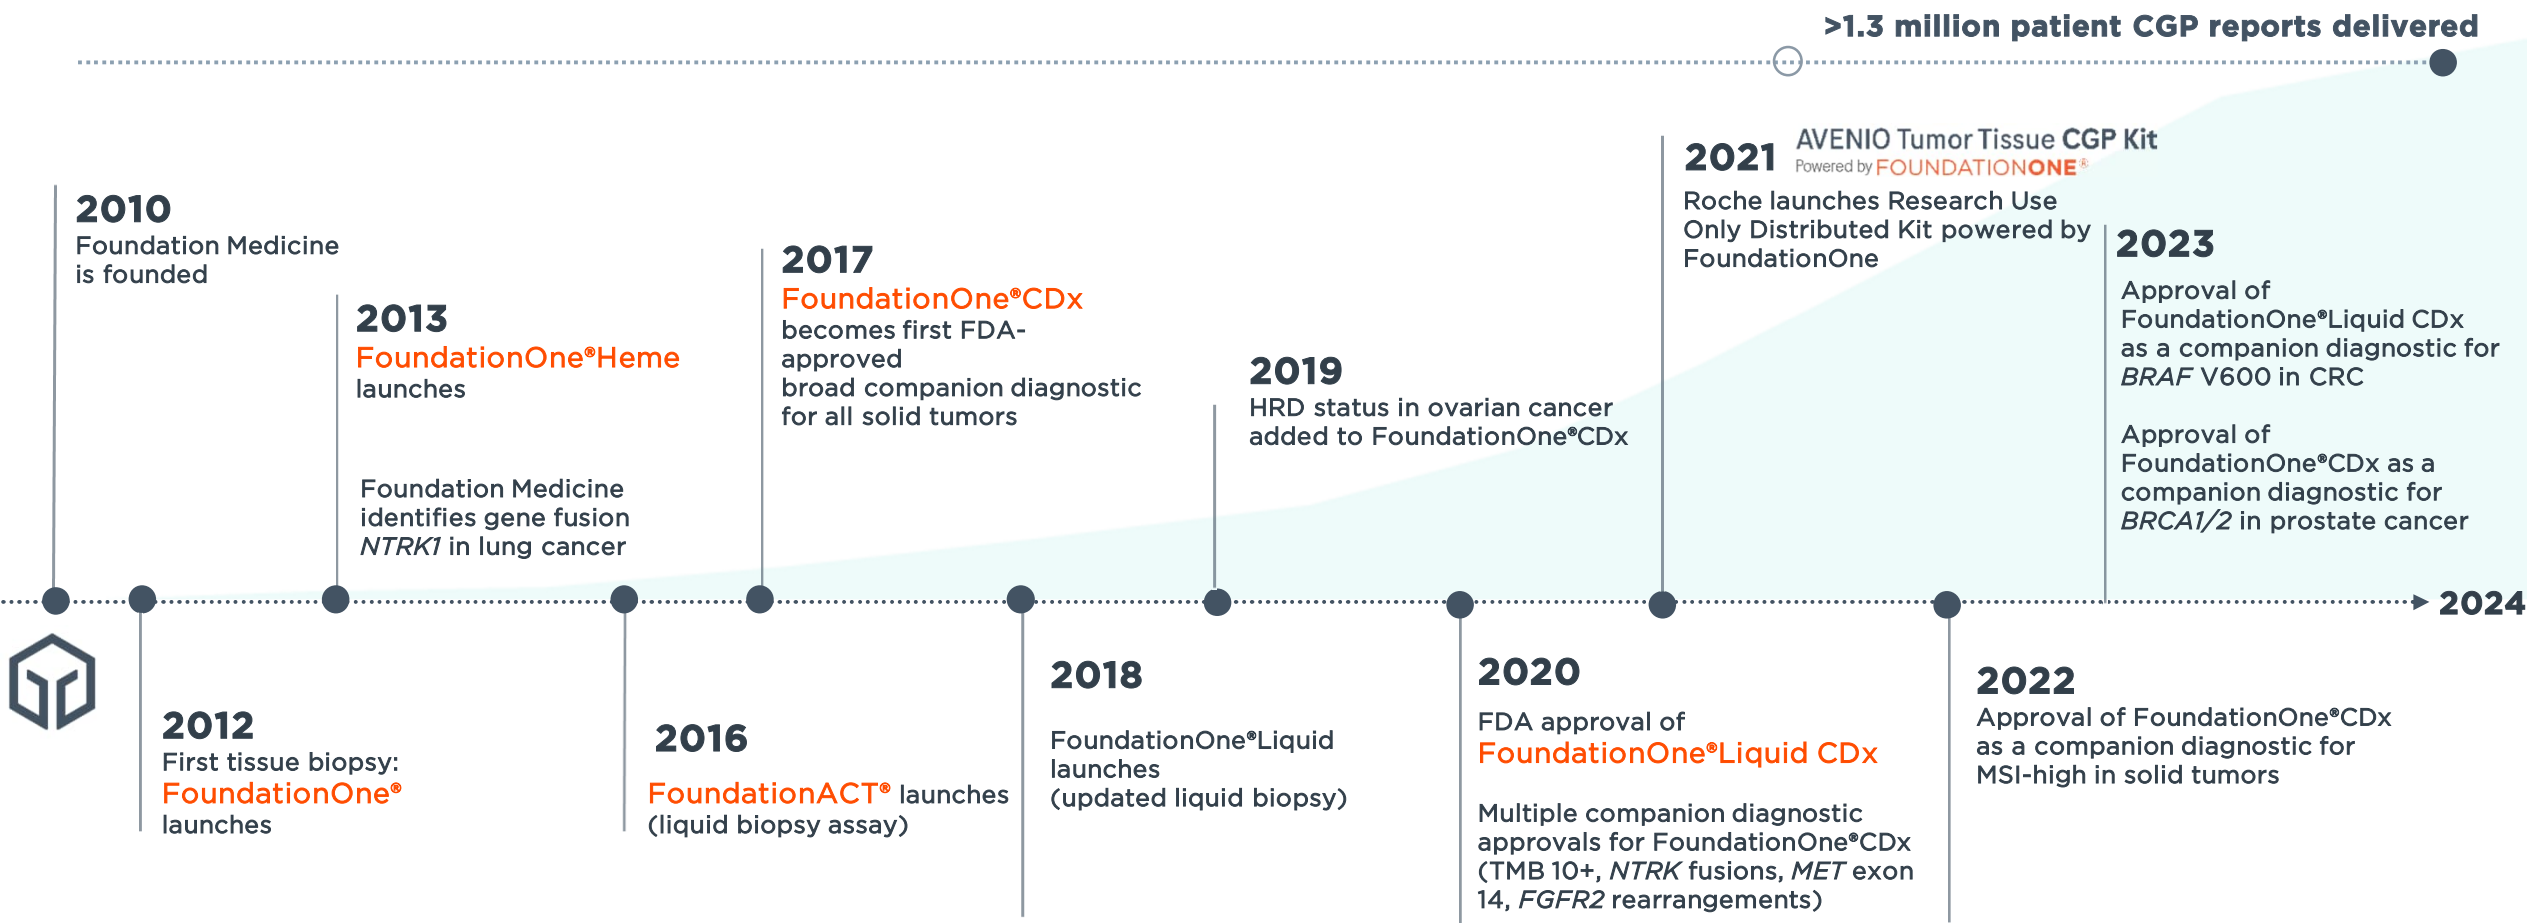 >1.3 million patient CGP reports delivered
2010
Foundation Medicine
is founded
2012
First tissue biopsy:
FoundationOne®
launches
2013
FoundationOne®Heme
launches
Foundation Medicine
identifies gene fusion
NTRK1 in lung cancer
2016
FoundationACT® launches
(liquid biopsy assay)
2017
FoundationOne®CDx
becomes first FDA-
approved
broad companion diagnostic
for all solid tumors
2018
FoundationOne®Liquid
launches
(updated liquid biopsy)
2019
HRD status in ovarian cancer
added to FoundationOne®CDx
2020
FDA approval of
FoundationOne®Liquid CDx
Multiple companion diagnostic
approvals for FoundationOne®CDx
(TMB 10+, NTRK fusions, MET exon
14, FGFR2 rearrangements)
2021
AVENIO Tumor Tissue CGP Kit
Powered by FOUNDATIONONE®
Roche launches Research Use
Only Distributed Kit powered by
FoundationOne
2022
Approval of FoundationOne®CDx
as a companion diagnostic for
MSI-high in solid tumors
2023
Approval of
FoundationOne®Liquid CDx
as a companion diagnostic for
BRAF V600 in CRC
Approval of
FoundationOne®CDx as a
companion diagnostic for
BRCA1/2 in prostate cancer
2024